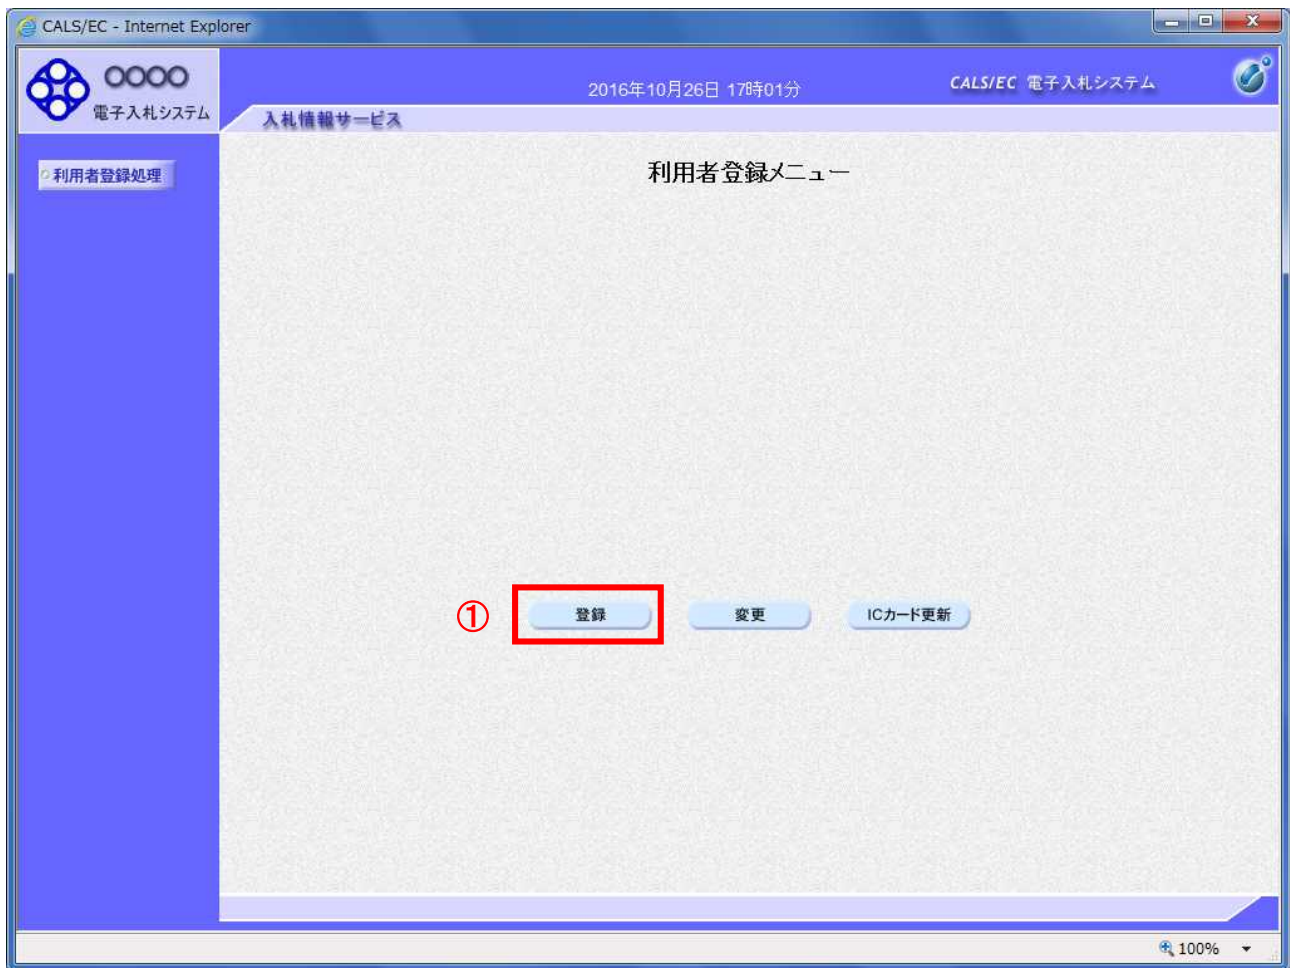 CALS/EC - Internet Explorer
〇〇〇〇
電子入札システム
2016年10月26日 17時01分
CALS/EC 電子入札システム
入札情報サービス
利用者登録処理
利用者登録メニュー
①
登録
変更
ICカード更新
100%